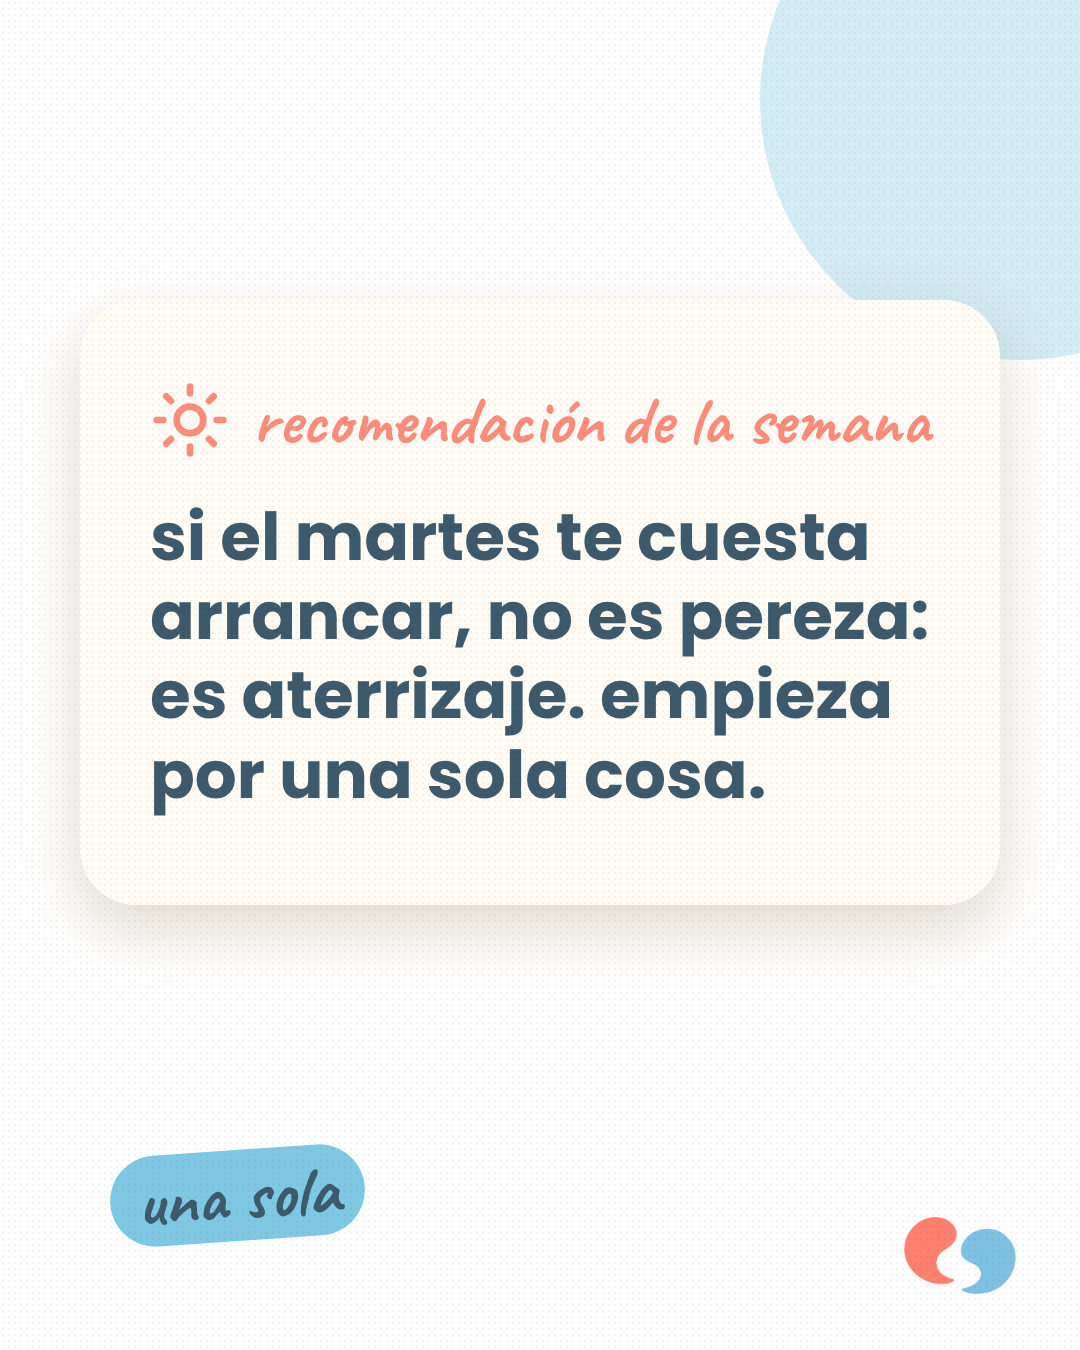 recomendación de la semana
si el martes te cuesta
arrancar, no es pereza:
es aterrizaje. empieza
por una sola cosa.
una sola